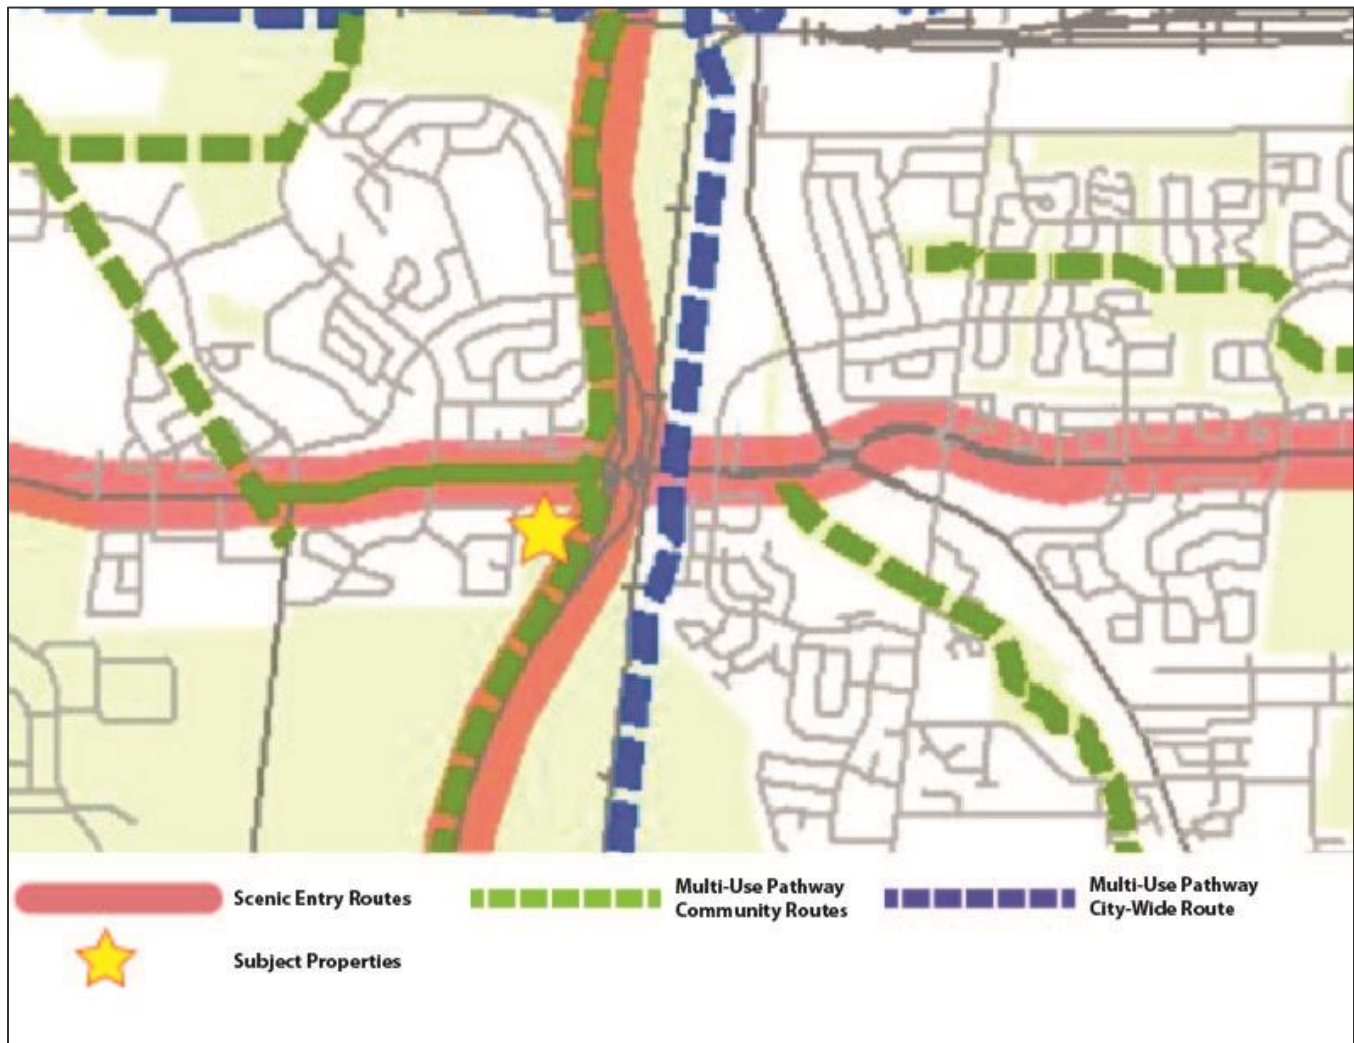 Scenic Entry Routes
Multi-Use Pathway
Community Routes
Multi-Use Pathway
City-Wide Route
Subject Properties